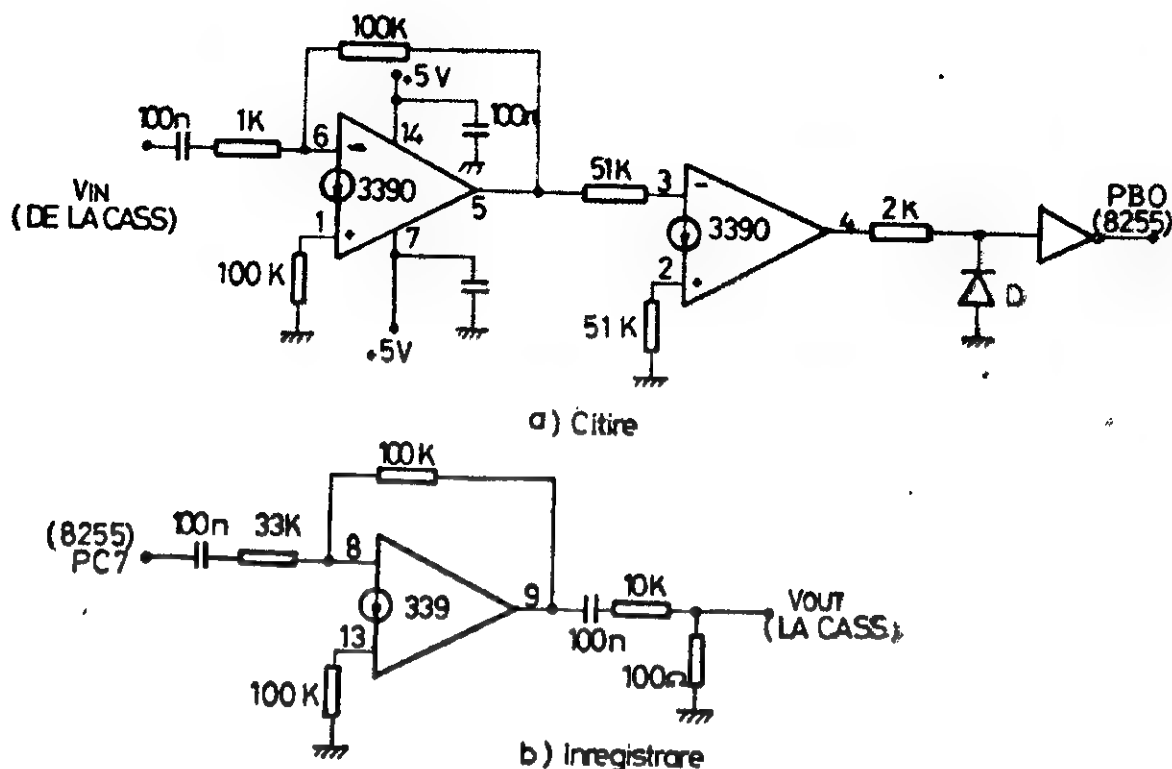 100K
.5V
100n
1K
6
-
14
100n
VIN
(DE LA CASS)
3390
5
1
+
7
100 K
.5V
51K
3
-
3390
4
2
+
51 K
2K
D
PB0
(8255)
a) Citire
100 K
(8255)
PC7
100n
33K
8
339
9
13
100 K
100n
10K
VOUT
(LA CASS)
100Ω
b) Inregistrare